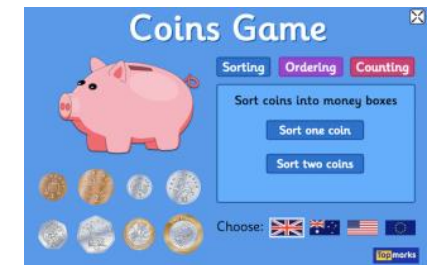 Coins Game
Sorting Ordering Counting
Sort coins into money boxes
Sort one coin
Sort two coins
Choose:
Topmarks